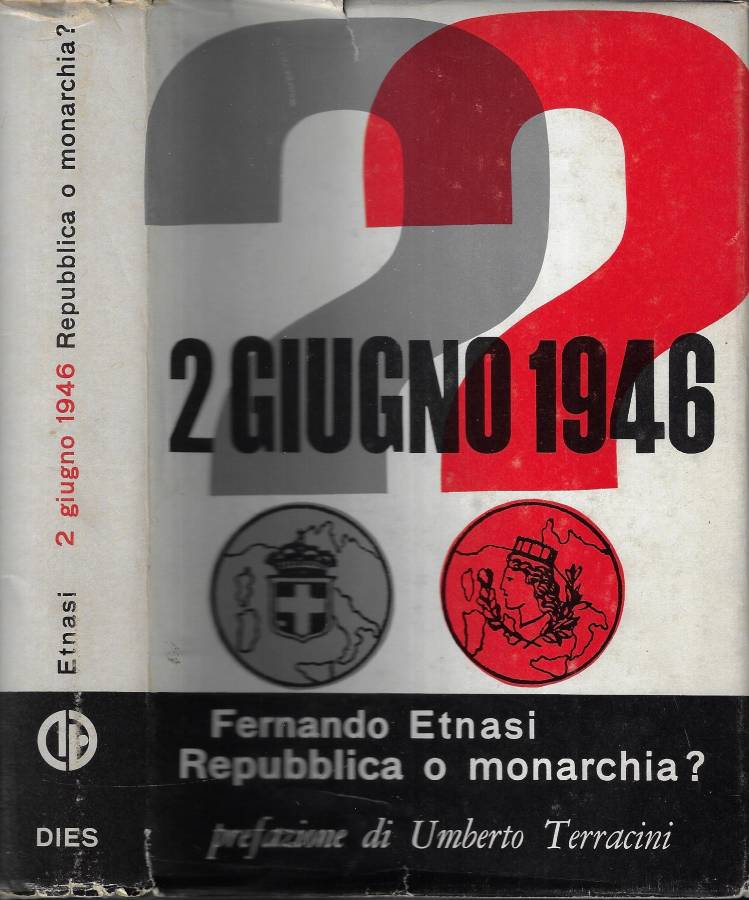 Etnasi 2 giugno 1946 Repubblica o monarchia?
DIES
2 GIUGNO 1946
Fernando Etnasi
Repubblica o monarchia?
prefazione di Umberto Terracini